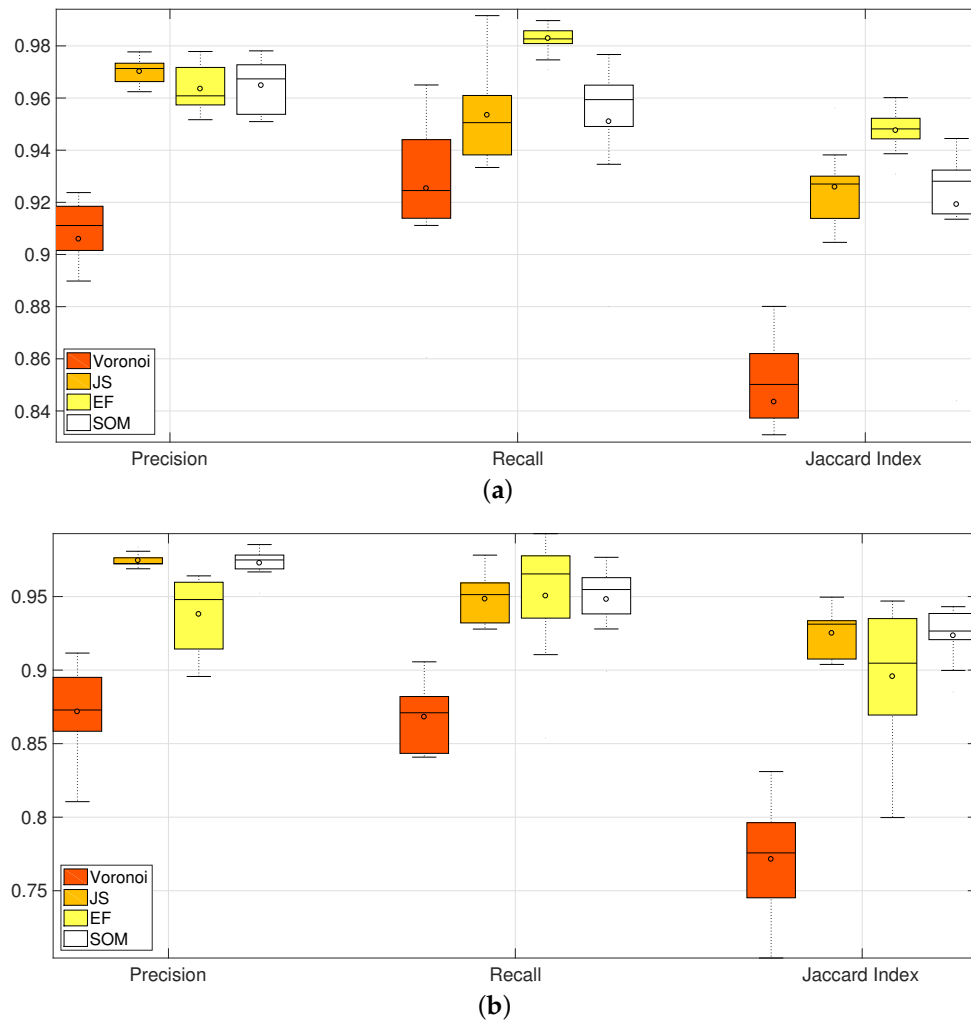 0.98
0.96
0.94
0.92
0.9
0.88
0.86
0.84
Voronoi
JS
EF
SOM
Precision Recall Jaccard Index
(a)
0.95
0.9
0.85
0.8
0.75
Voronoi
JS
EF
SOM
Precision Recall Jaccard Index
(b)